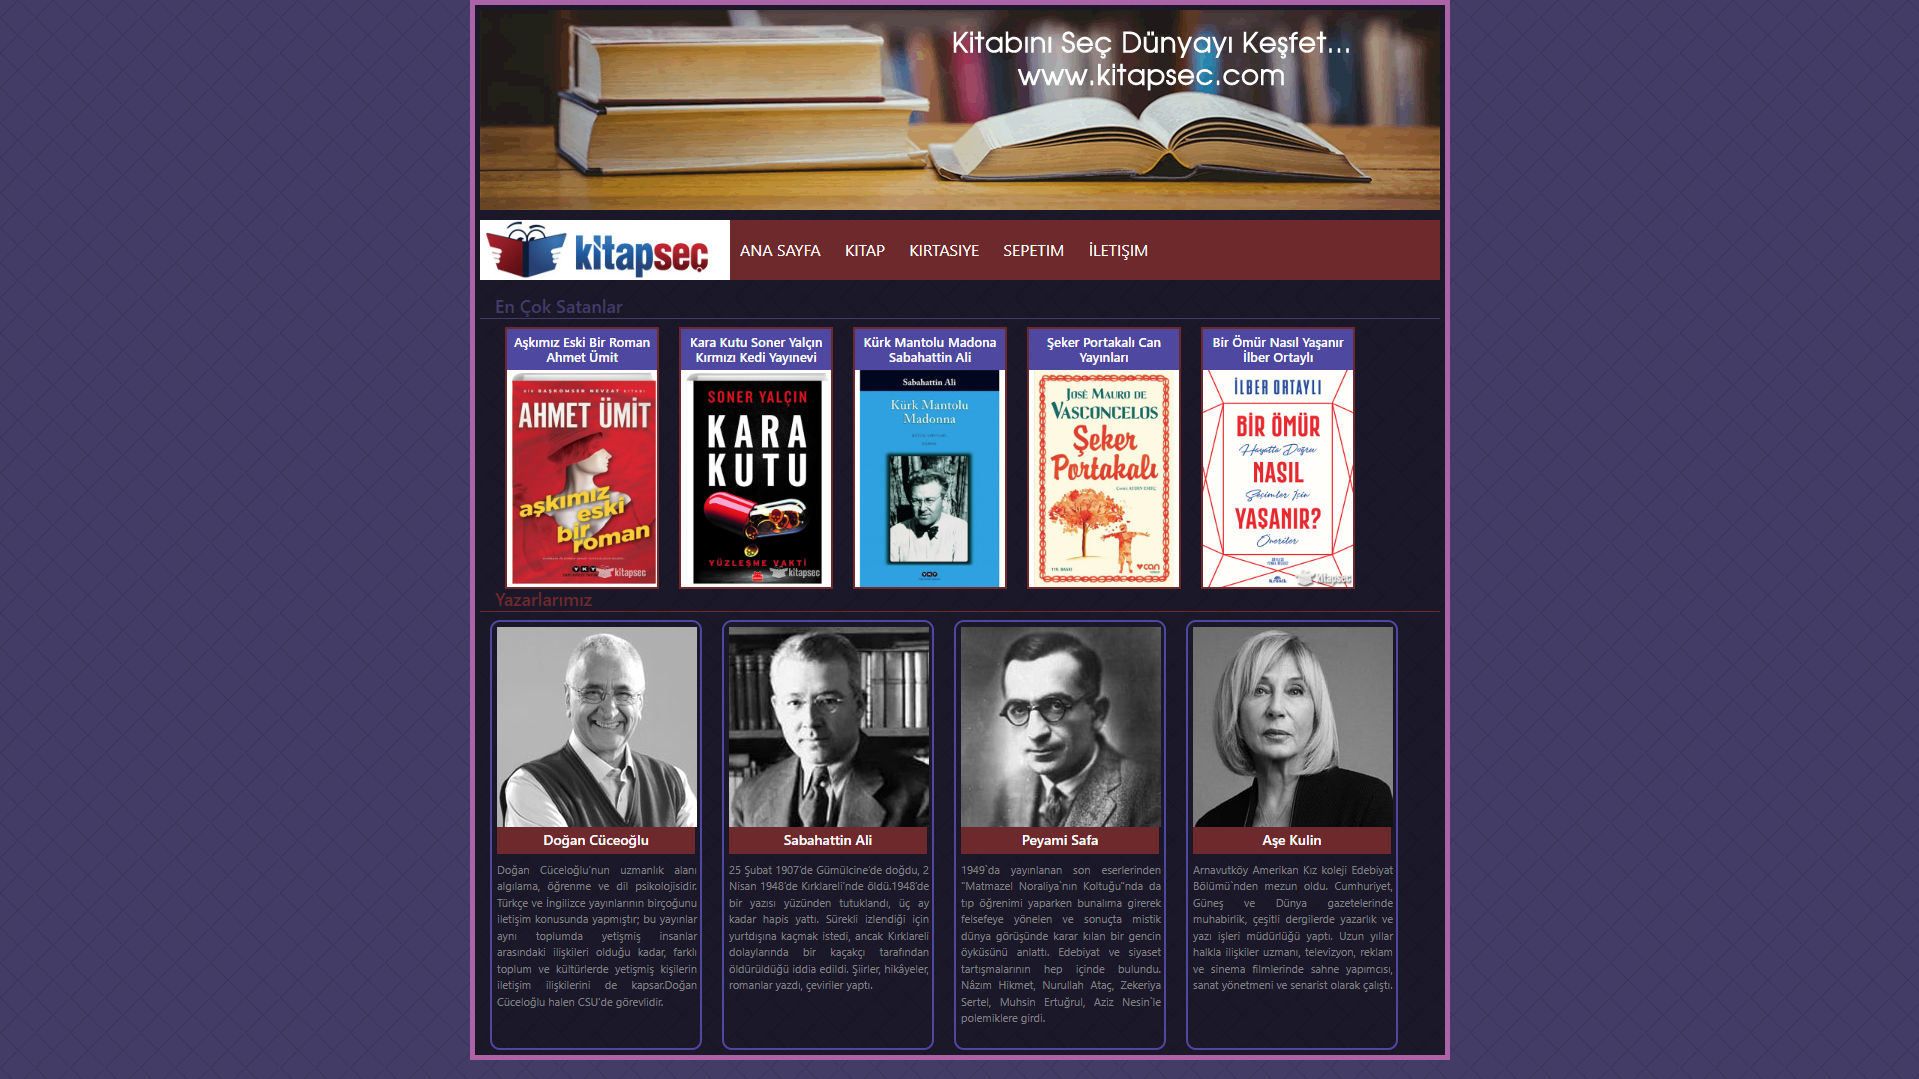 Kitabını Seç Dünyayı Keşfet...
www.kitapsec.com
kitapseç
ANA SAYFA KITAP KIRTASIYE SEPETIM İLETIŞIM
En Çok Satanlar
Aşkımız Eski Bir Roman
Ahmet Ümit
BİR BAŞKOMSER NEVZAT KİTABI
AHMET ÜMİT
aşkımız
eski
bir
roman
YKY
kitapsec
Kara Kutu Soner Yalçın
Kırmızı Kedi Yayınevi
SONER YALÇIN
KARA
KUTU
YÜZLEŞME VAKTİ
kitapsec
Kürk Mantolu Madona
Sabahattin Ali
Sabahattin Ali
Kürk Mantolu
Madonna
YKY
Şeker Portakalı Can
Yayınları
JOSÉ MAURO DE
VASCONCELOS
Şeker
Portakalı
can
Bir Ömür Nasıl Yaşanır
İlber Ortaylı
İLBER ORTAYLI
BİR ÖMÜR
Hayatta Doğru
NASIL
Seçimler İçin
YAŞANIR?
Öneriler
kitapsec
Yazarlarımız
Doğan Cüceoğlu
Doğan Cüceloğlu'nun uzmanlık alanı
algılama, öğrenme ve dil psikolojisidir.
Türkçe ve İngilizce yayınlarının birçoğunu
iletişim konusunda yapmıştır; bu yayınlar
aynı toplumda yetişmiş insanlar
arasındaki ilişkileri olduğu kadar, farklı
toplum ve kültürlerde yetişmiş kişilerin
iletişim ilişkilerini de kapsar.Doğan
Cüceloğlu halen CSU'de görevlidir.
Sabahattin Ali
25 Şubat 1907'de Gümülcine'de doğdu, 2
Nisan 1948'de Kırklareli'nde öldü.1948'de
bir yazısı yüzünden tutuklandı, üç ay
kadar hapis yattı. Sürekli izlendiği için
yurtdışına kaçmak istedi, ancak Kırklareli
dolaylarında bir kaçakçı tarafından
öldürüldüğü iddia edildi. Şiirler, hikâyeler,
romanlar yazdı, çeviriler yaptı.
Peyami Safa
1949`da yayınlanan son eserlerinden
"Matmazel Noraliya`nın Koltuğu"nda da
tıp öğrenimi yaparken bunalıma girerek
felsefeye yönelen ve sonuçta mistik
dünya görüşünde karar kılan bir gencin
öyküsünü anlattı. Edebiyat ve siyaset
tartışmalarının hep içinde bulundu.
Nâzım Hikmet, Nurullah Ataç, Zekeriya
Sertel, Muhsin Ertuğrul, Aziz Nesin`le
polemiklere girdi.
Aşe Kulin
Arnavutköy Amerikan Kız koleji Edebiyat
Bölümü`nden mezun oldu. Cumhuriyet,
Güneş ve Dünya gazetelerinde
muhabirlik, çeşitli dergilerde yazarlık ve
yazı işleri müdürlüğü yaptı. Uzun yıllar
halkla ilişkiler uzmanı, televizyon, reklam
ve sinema filmlerinde sahne yapımcısı,
sanat yönetmeni ve senarist olarak çalıştı.